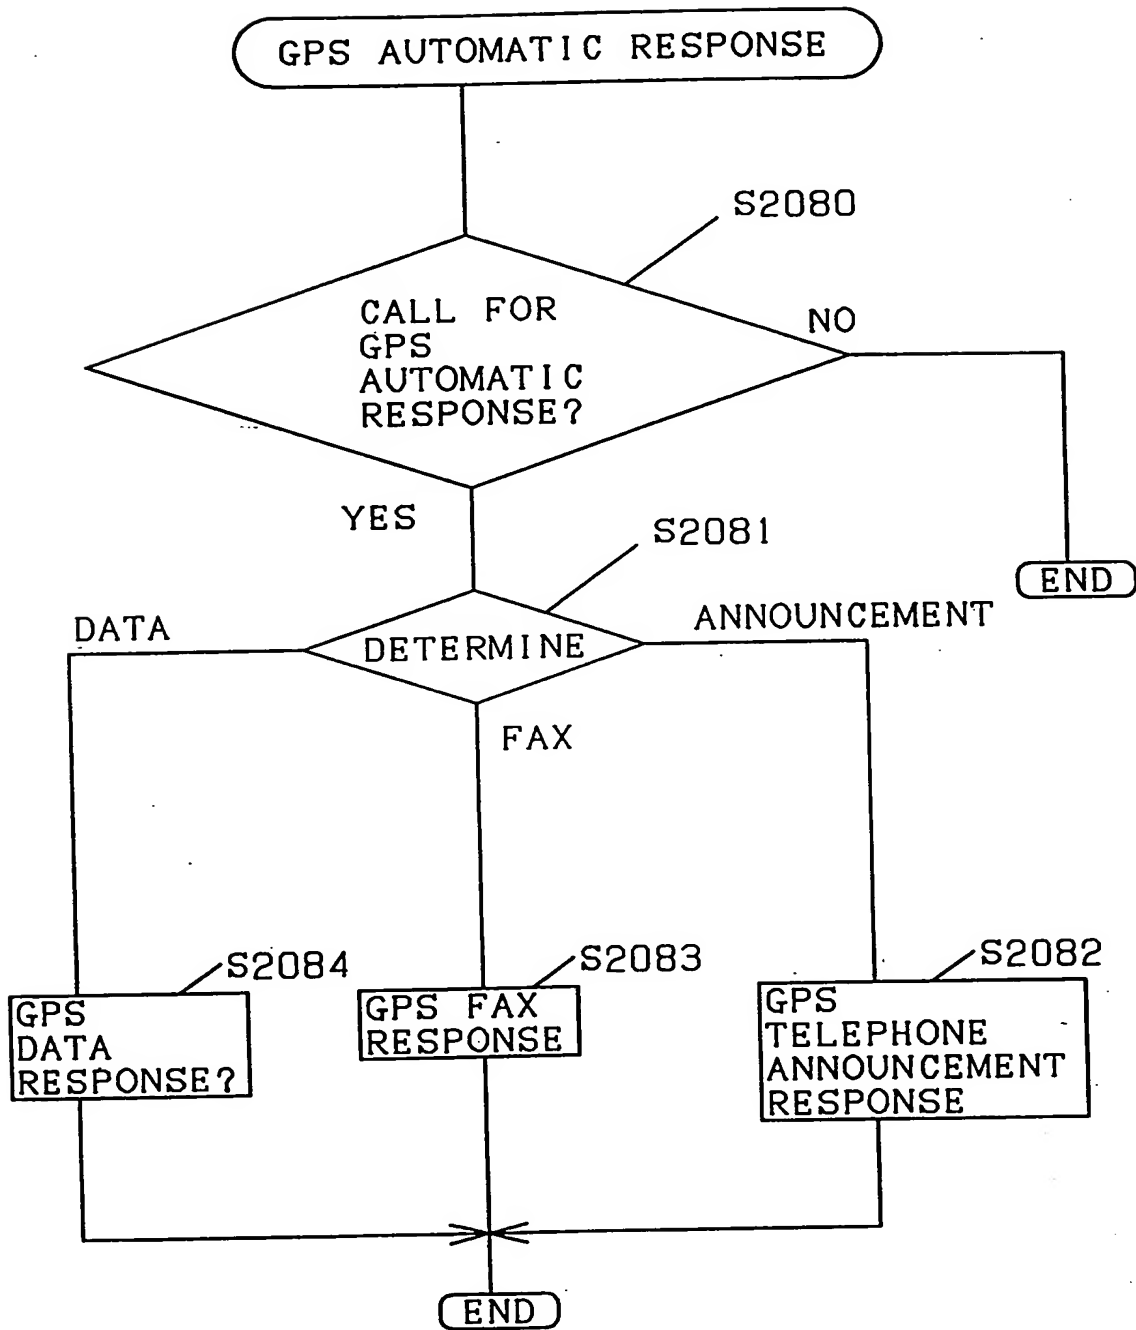 GPS AUTOMATIC RESPONSE
S2080
CALL FOR
GPS
AUTOMATIC
RESPONSE?
NO
YES
S2081
END
DATA
DETERMINE
ANNOUNCEMENT
FAX
S2084
S2083
S2082
GPS
DATA
RESPONSE?
GPS FAX
RESPONSE
GPS
TELEPHONE
ANNOUNCEMENT
RESPONSE
END